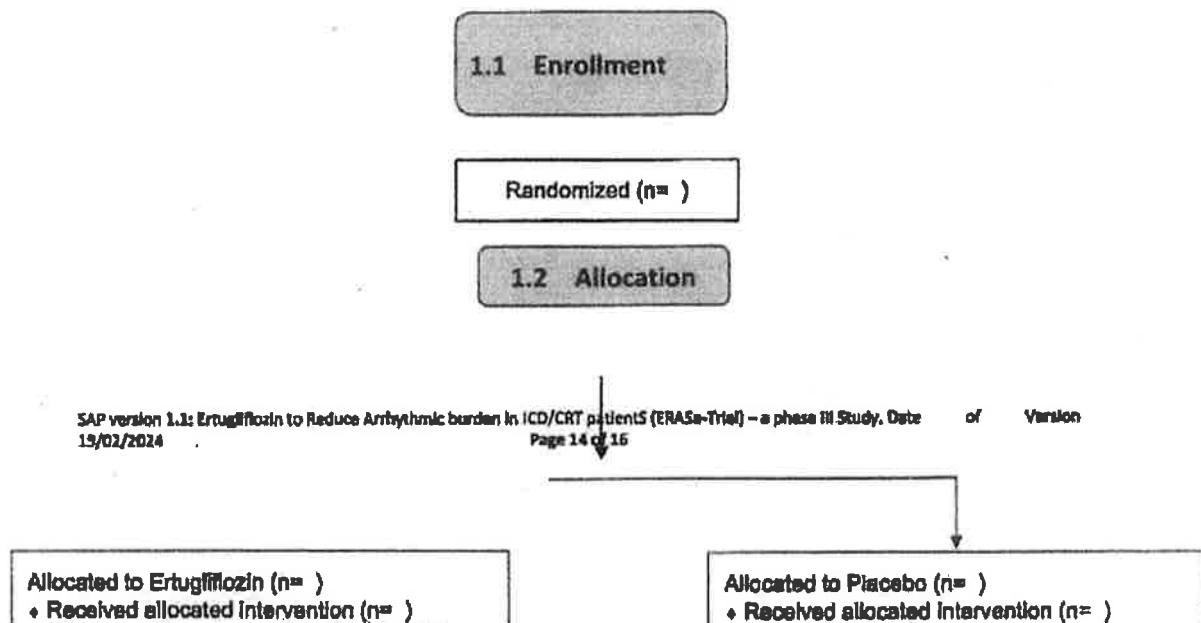 1.1 Enrollment
Randomized (n= )
1.2 Allocation
SAP version 1.1: Ertugliflozin to Reduce Arrhythmic burden in ICD/CRT patientS (ERASe-Trial) – a phase III Study. Date of Version
19/02/2024 . Page 14 of 16
Allocated to Ertugliflozin (n= )
♦ Received allocated intervention (n= )
Allocated to Placebo (n= )
♦ Received allocated intervention (n= )